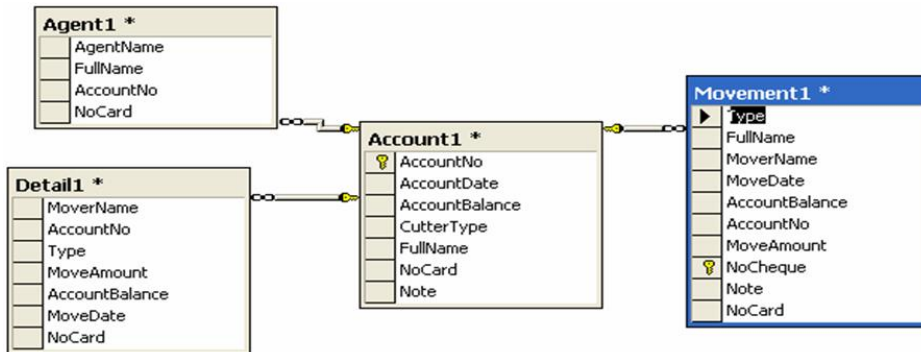 Agent1 *
AgentName
FullName
AccountNo
NoCard
Detail1 *
MoverName
AccountNo
Type
MoveAmount
AccountBalance
MoveDate
NoCard
Account1 *
AccountNo
AccountDate
AccountBalance
CutterType
FullName
NoCard
Note
Movement1 *
Type
FullName
MoverName
MoveDate
AccountBalance
AccountNo
MoveAmount
NoCheque
Note
NoCard